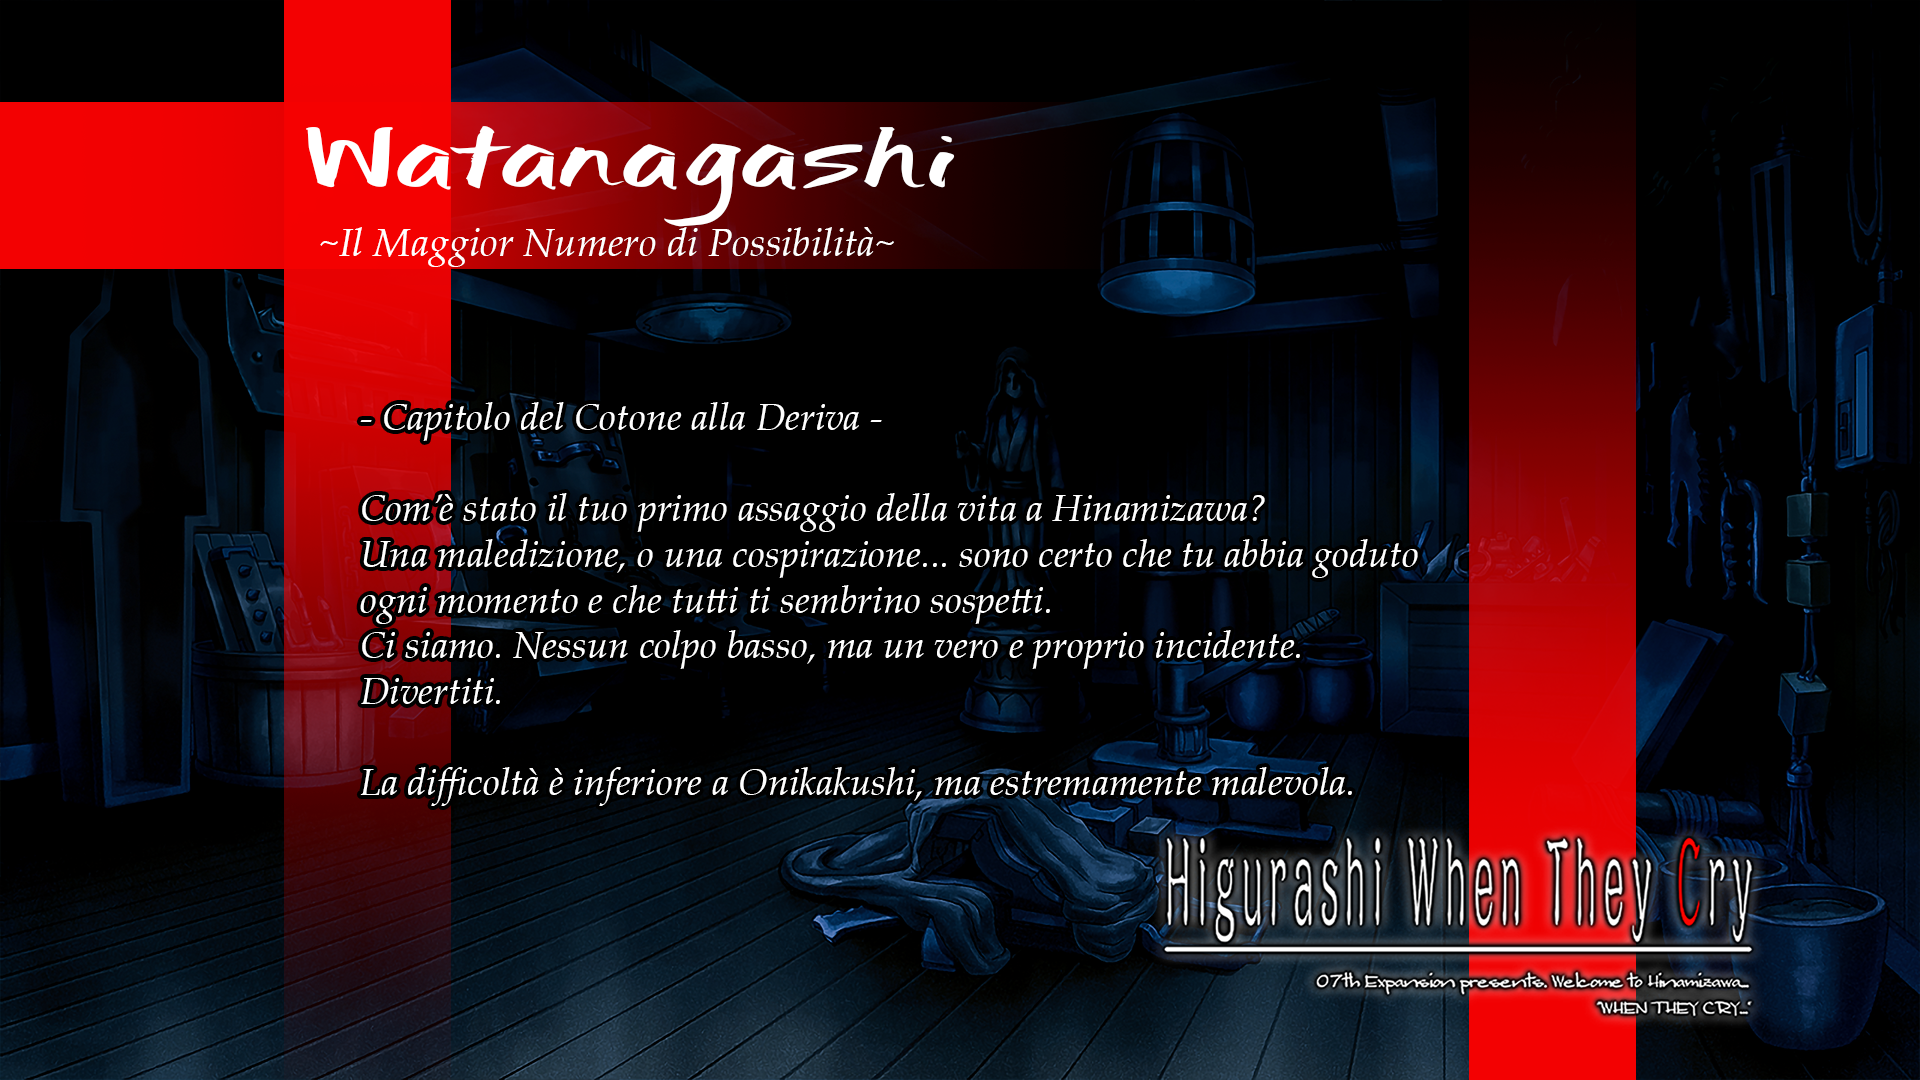 Watanagashi
~Il Maggior Numero di Possibilità~
- Capitolo del Cotone alla Deriva -
Com'è stato il tuo primo assaggio della vita a Hinamizawa?
Una maledizione, o una cospirazione... sono certo che tu abbia goduto
ogni momento e che tutti ti sembrino sospetti.
Ci siamo. Nessun colpo basso, ma un vero e proprio incidente.
Divertiti.
La difficoltà è inferiore a Onikakushi, ma estremamente malevola.
Higurashi When They Cry
07th Expansion presents. Welcome to Hinamizawa...
"WHEN THEY CRY..."